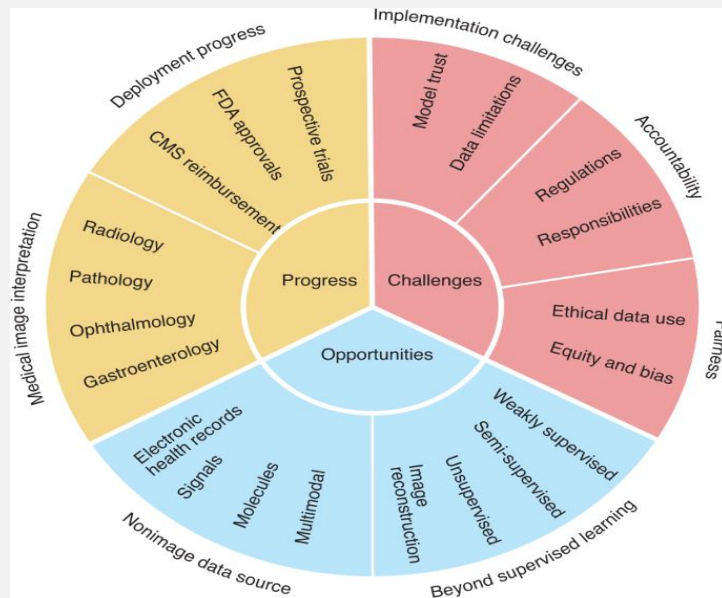 Deployment progress
Prospective trials
FDA approvals
CMS reimbursement
Medical image interpretation
Radiology
Pathology
Ophthalmology
Gastroenterology
Progress
Implementation challenges
Model trust
Data limitations
Accountability
Regulations
Responsibilities
Fairness
Ethical data use
Equity and bias
Challenges
Opportunities
Nonimage data source
Electronic
health records
Signals
Molecules
Multimodal
Beyond supervised learning
Image
reconstruction
Unsupervised
Semi-supervised
Weakly supervised